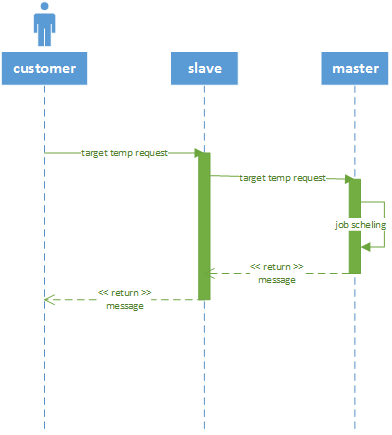 customer
slave
master
target temp request
target temp request
job scheling
<< return >>
message
<< return >>
message